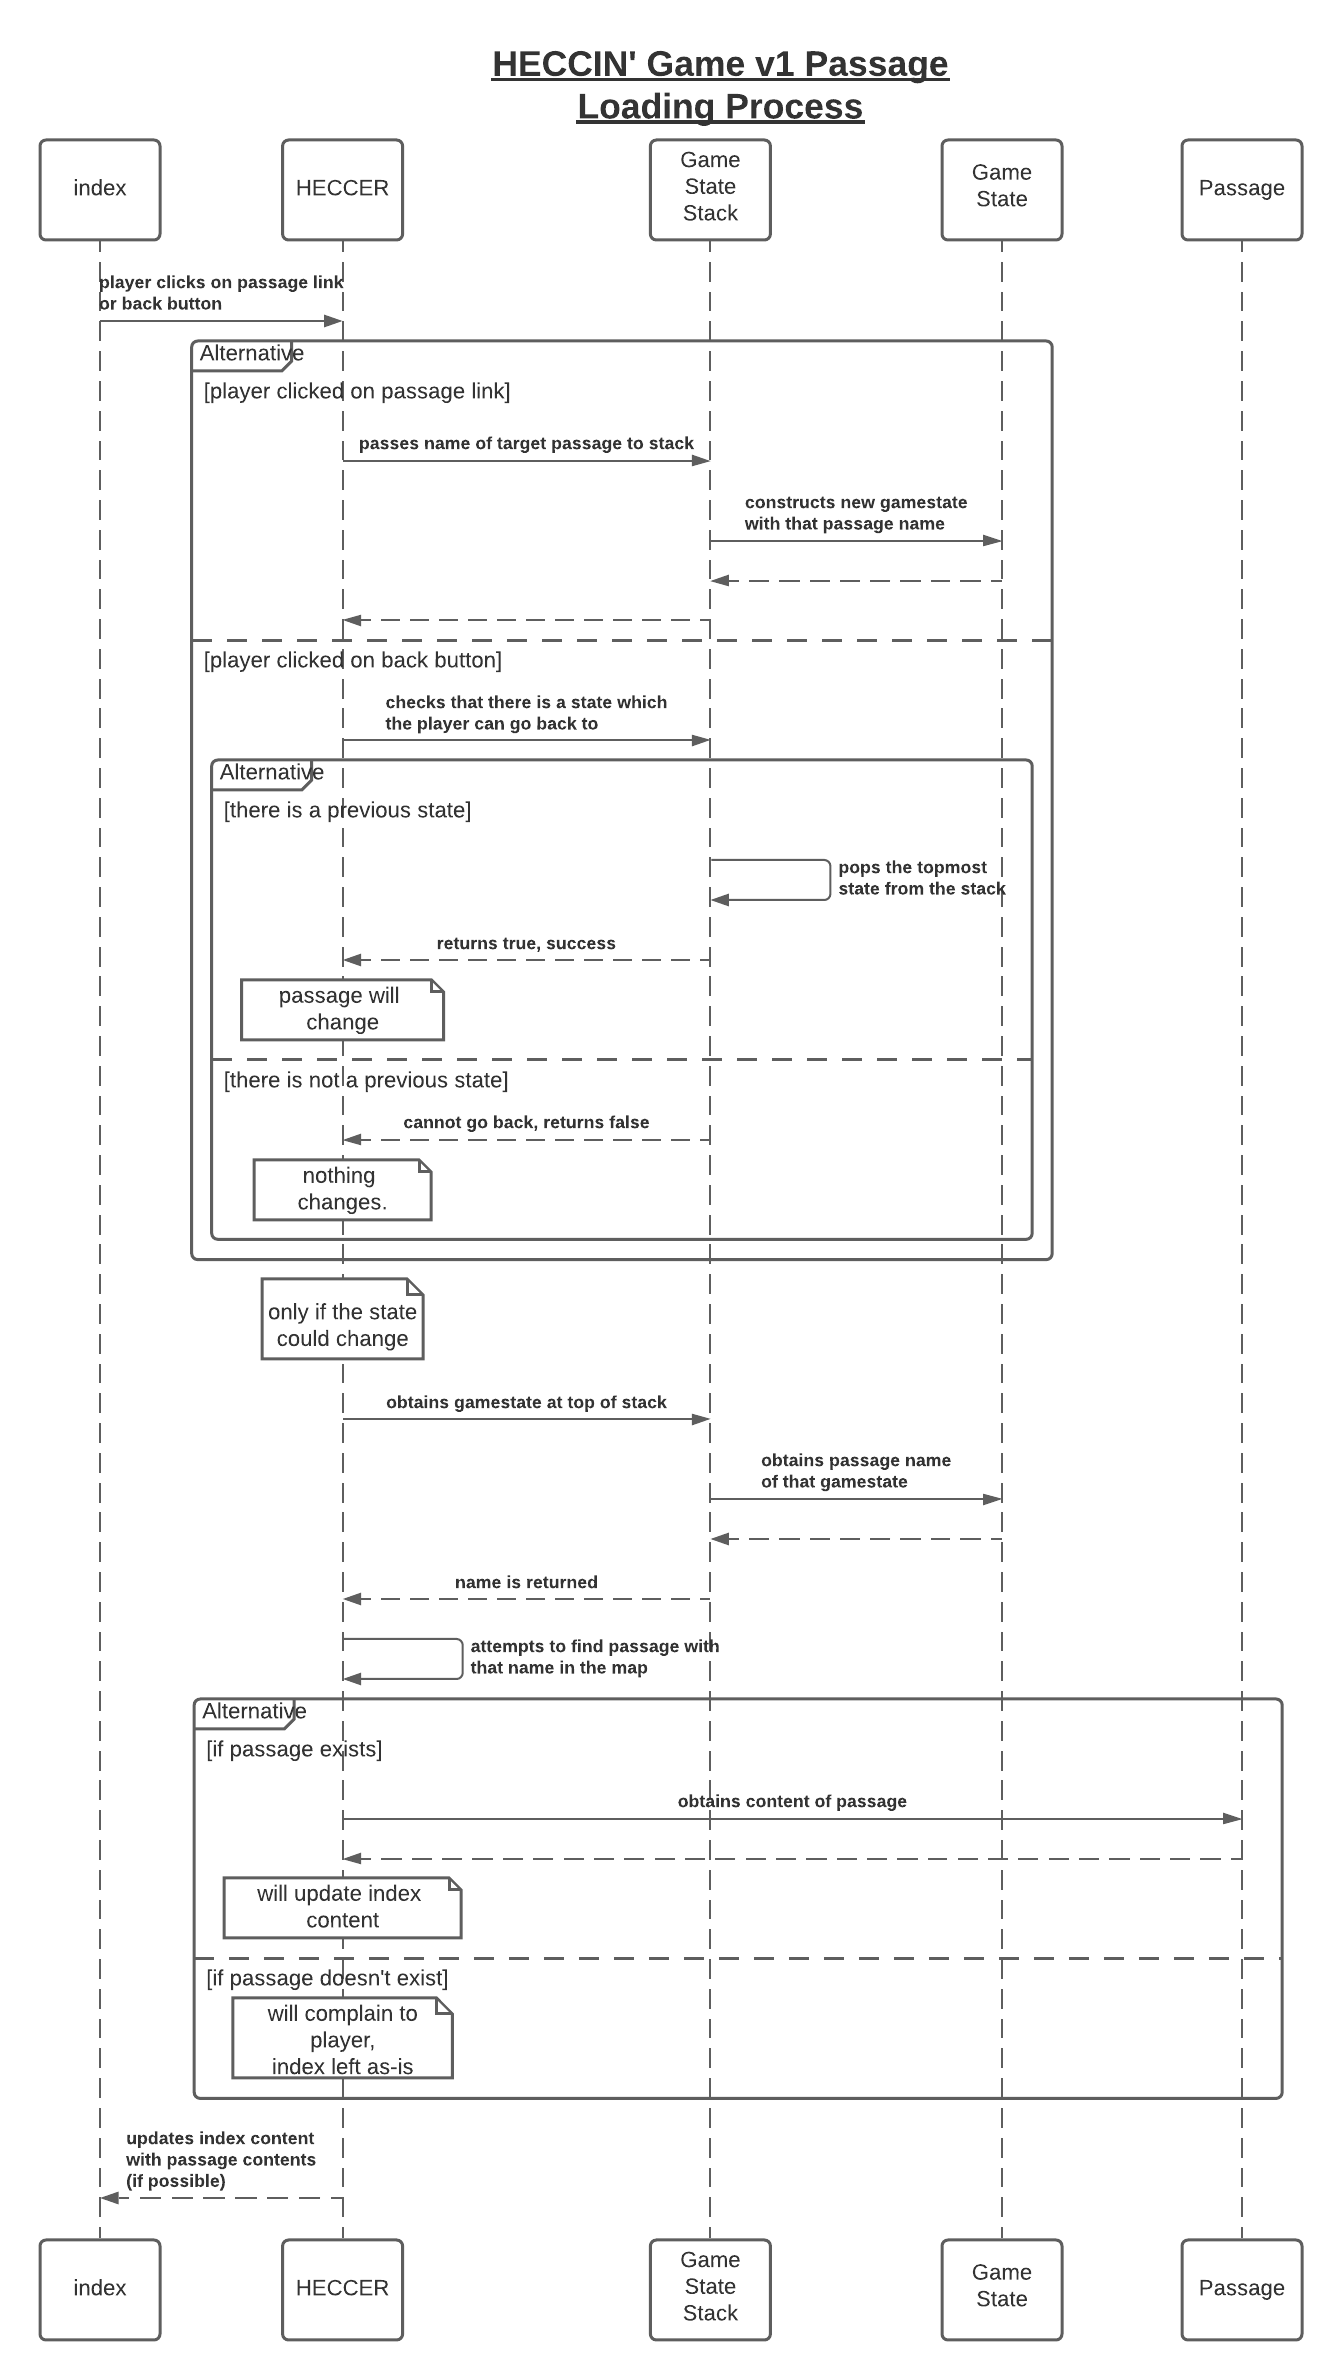 HECCIN' Game v1 Passage
Loading Process
index
HECCER
Game
State
Stack
Game
State
Passage
player clicks on passage link
or back button
Alternative
[player clicked on passage link]
passes name of target passage to stack
constructs new gamestate
with that passage name
[player clicked on back button]
checks that there is a state which
the player can go back to
Alternative
[there is a previous state]
pops the topmost
state from the stack
returns true, success
passage will
change
[there is not a previous state]
cannot go back, returns false
nothing
changes.
only if the state
could change
obtains gamestate at top of stack
obtains passage name
of that gamestate
name is returned
attempts to find passage with
that name in the map
Alternative
[if passage exists]
obtains content of passage
will update index
content
[if passage doesn't exist]
will complain to
player,
index left as-is
updates index content
with passage contents
(if possible)
index
HECCER
Game
State
Stack
Game
State
Passage